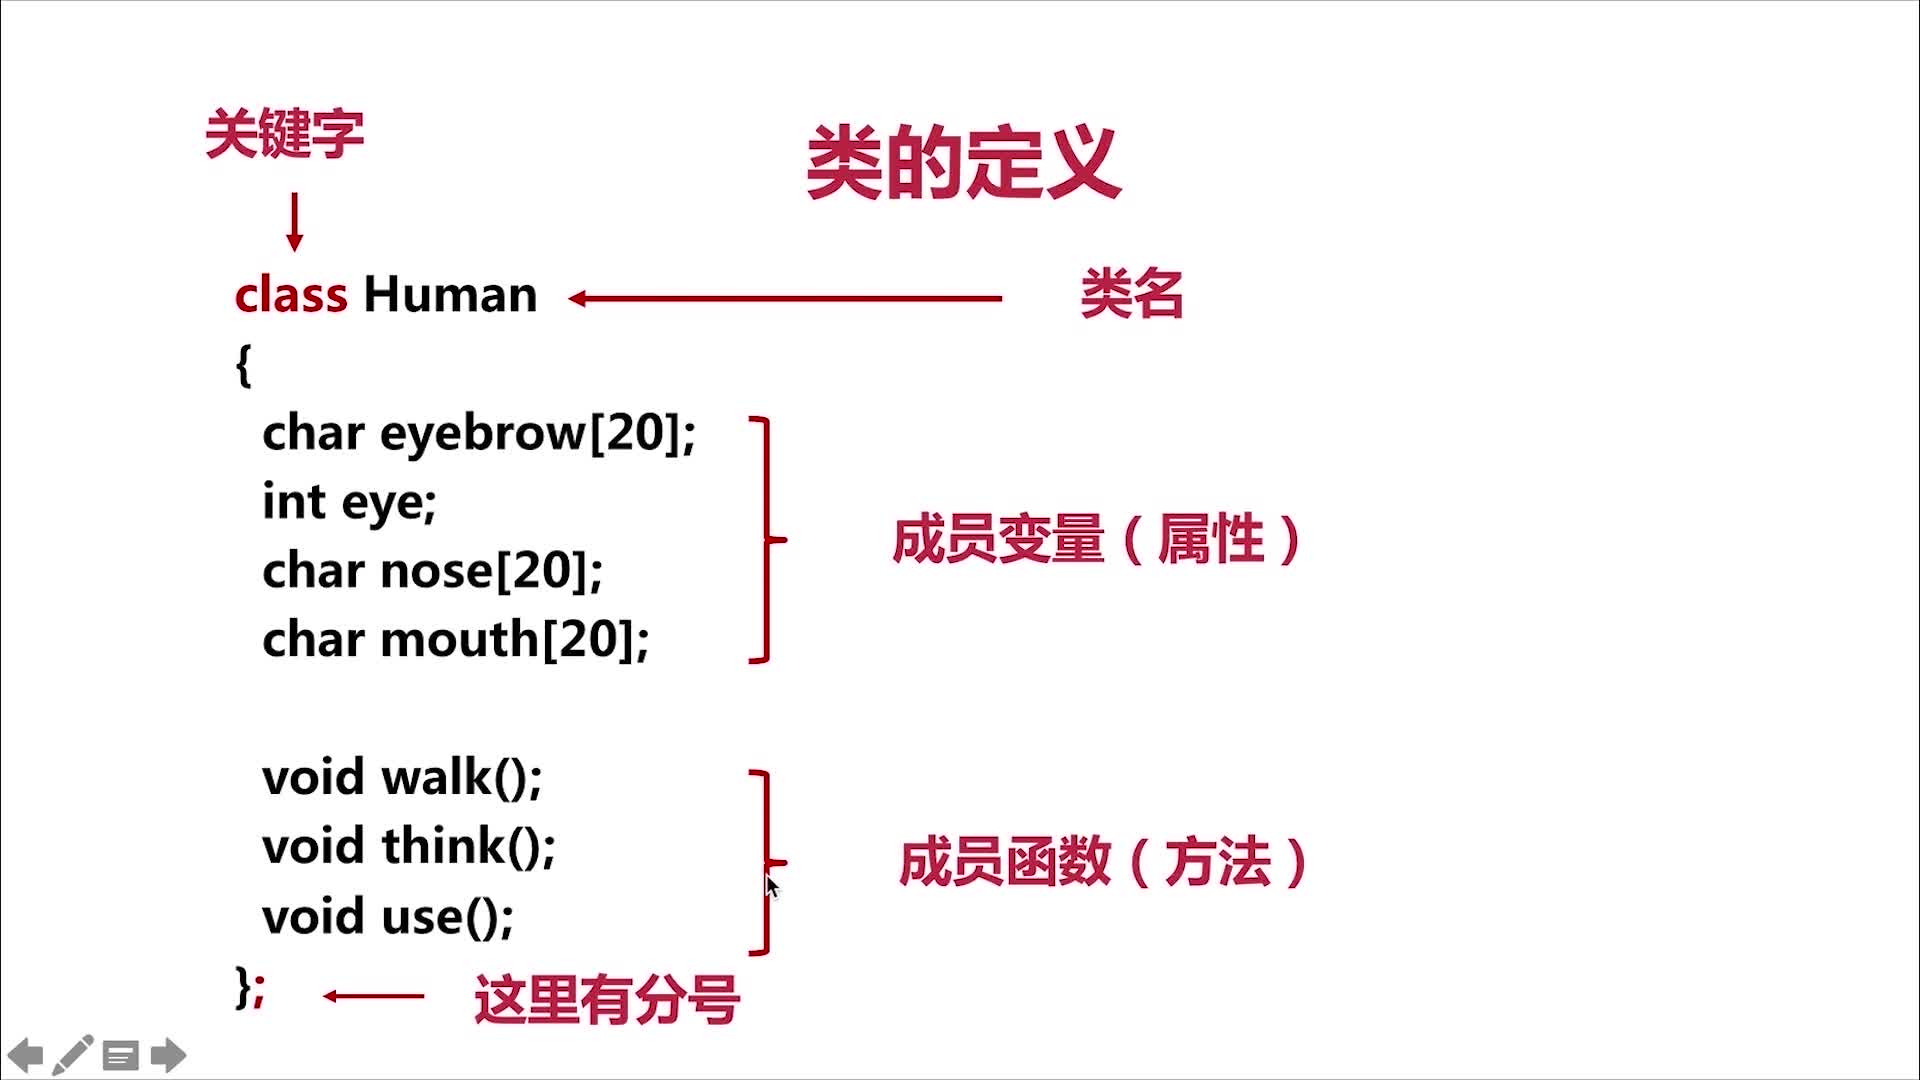 关键字
类的定义
class Human
类名
{
char eyebrow[20];
int eye;
char nose[20];
char mouth[20];
成员变量（属性）
void walk();
void think();
void use();
成员函数（方法）
};
这里有分号